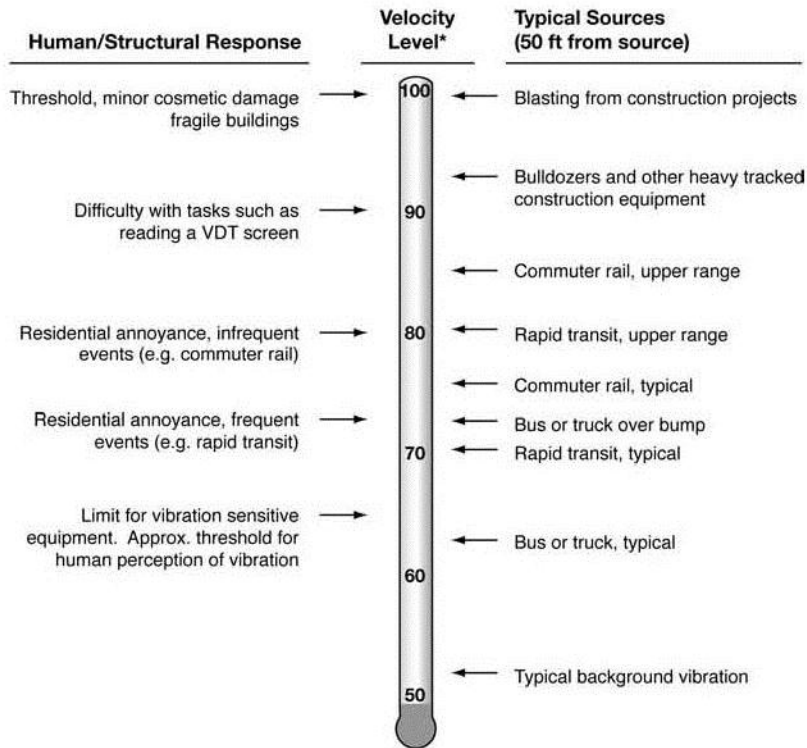 Human/Structural Response
Velocity
Level*
Typical Sources
(50 ft from source)
Threshold, minor cosmetic damage
fragile buildings
100
Blasting from construction projects
Bulldozers and other heavy tracked
construction equipment
Difficulty with tasks such as
reading a VDT screen
90
Commuter rail, upper range
Residential annoyance, infrequent
events (e.g. commuter rail)
80
Rapid transit, upper range
Commuter rail, typical
Residential annoyance, frequent
events (e.g. rapid transit)
Bus or truck over bump
70
Rapid transit, typical
Limit for vibration sensitive
equipment. Approx. threshold for
human perception of vibration
Bus or truck, typical
60
Typical background vibration
50